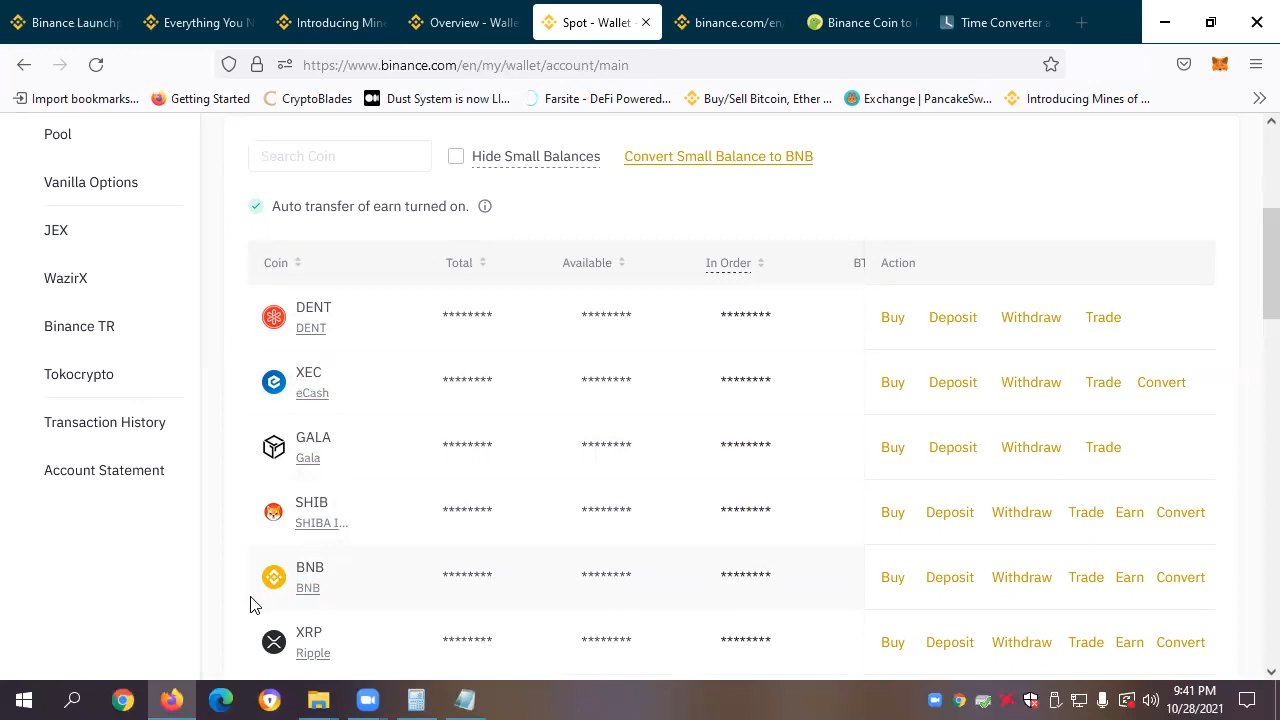 Binance Launchp
Everything You N
Introducing Mine
Overview - Walle
Spot - Wallet -
binance.com/en/
Binance Coin to
Time Converter a
https://www.binance.com/en/my/wallet/account/main
Import bookmarks...
Getting Started
CryptoBlades
Dust System is now LI...
Farsite - DeFi Powered...
Buy/Sell Bitcoin, Ether ...
Exchange | PancakeSw...
Introducing Mines of ...
Pool
Vanilla Options
JEX
WazirX
Binance TR
Tokocrypto
Transaction History
Account Statement
Search Coin
Hide Small Balances
Convert Small Balance to BNB
Auto transfer of earn turned on.
Coin Total Available In Order BT Action
DENT
DENT
******** ******** ********
Buy Deposit Withdraw Trade
XEC
eCash
******** ******** ********
Buy Deposit Withdraw Trade Convert
GALA
Gala
******** ******** ********
Buy Deposit Withdraw Trade
SHIB
SHIBA I...
******** ******** ********
Buy Deposit Withdraw Trade Earn Convert
BNB
BNB
******** ******** ********
Buy Deposit Withdraw Trade Earn Convert
XRP
Ripple
******** ******** ********
Buy Deposit Withdraw Trade Earn Convert
9:41 PM
10/28/2021